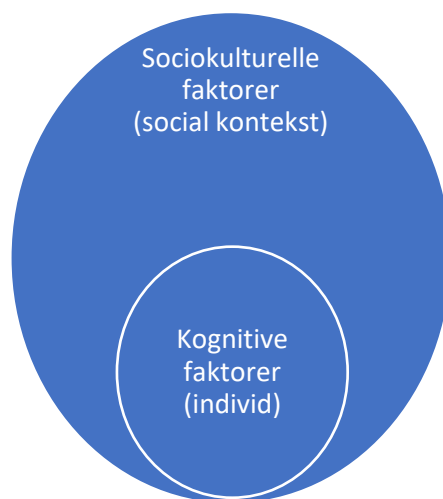 Sociokulturelle
faktorer
(social kontekst)
Kognitive
faktorer
(individ)